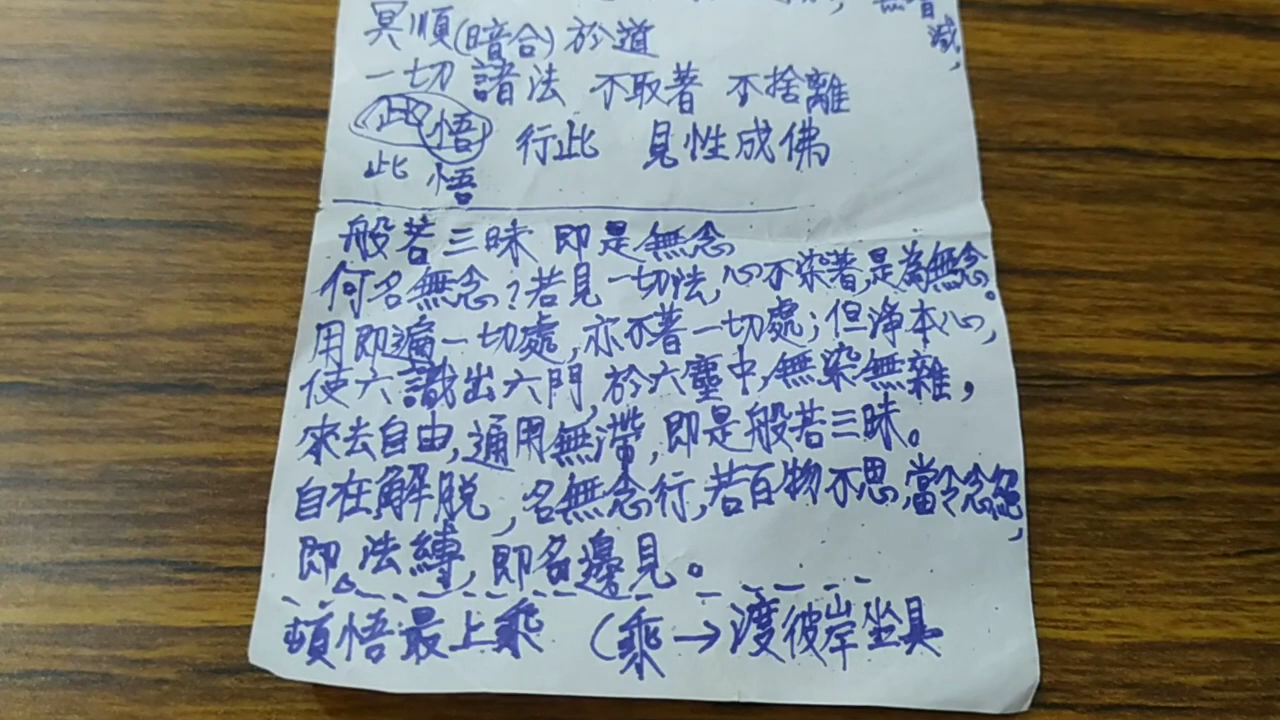 無增減,
冥順(暗合)於道
一切 諸法 不取著 不捨離
此悟 行此 見性成佛
此 悟
般若三昧 即是無念
何名無念?若見一切法,心不染著,是為無念。
用即遍一切處,亦不著一切處;但淨本心,
使六識出六門,於六塵中,無染無雜,
來去自由,通用無滯,即是般若三昧。
自在解脫,名無念行,若百物不思,當令念絕,
即法縛,即名邊見。
頓悟最上乘 (乘→渡彼岸坐具